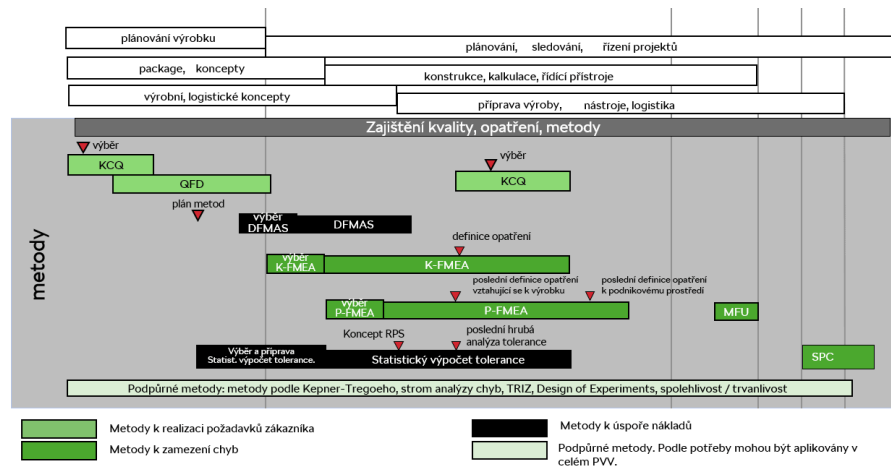 plánování výrobku
plánování, sledování, řízení projektů
package, koncepty
konstrukce, kalkulace, řídící přístroje
výrobní, logistické koncepty
příprava výroby, nástroje, logistika
Zajištění kvality, opatření, metody
metody
výběr
KCQ
QFD
výběr
KCQ
plán metod
výběr
DFMAS
DFMAS
definice opatření
výběr
K-FMEA
K-FMEA
poslední definice opatření
vztahující se k výrobku
poslední definice opatření
k podnikovému prostředí
výběr
P-FMEA
P-FMEA
MFU
Koncept RPS
poslední hrubá
analýza tolerance
Výběr a příprava
Statist. výpočet tolerance.
Statistický výpočet tolerance
SPC
Podpůrné metody: metody podle Kepner-Tregoeho, strom analýzy chyb, TRIZ, Design of Experiments, spolehlivost / trvanlivost
Metody k realizaci požadavků zákazníka
Metody k zamezení chyb
Metody k úspoře nákladů
Podpůrné metody. Podle potřeby mohou být aplikovány v
celém PVV.